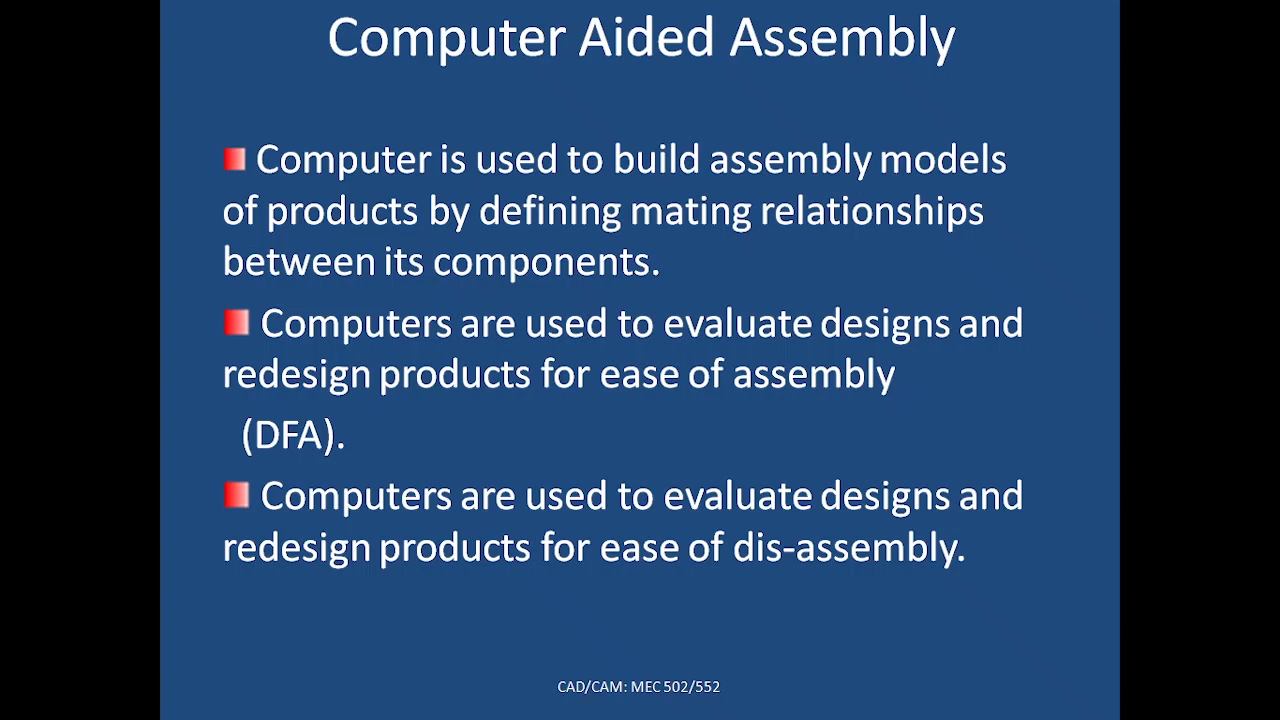 Computer Aided Assembly
Computer is used to build assembly models
of products by defining mating relationships
between its components.
Computers are used to evaluate designs and
redesign products for ease of assembly
(DFA).
Computers are used to evaluate designs and
redesign products for ease of dis-assembly.
CAD/CAM: MEC 502/552